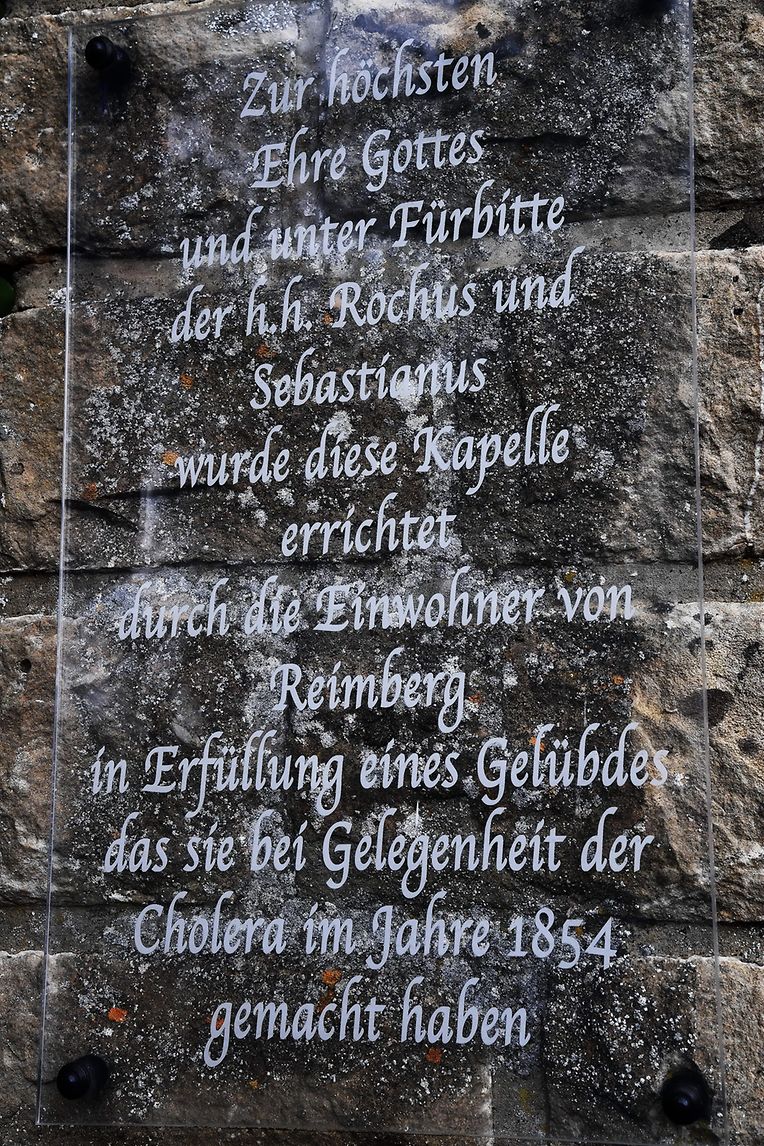 Zur höchsten
Ehre Gottes
und unter Fürbitte
der h.h. Rochus und
Sebastianus
wurde diese Kapelle
errichtet
durch die Einwohner von
Reimberg
in Erfüllung eines Gelübdes
das sie bei Gelegenheit der
Cholera im Jahre 1854
gemacht haben